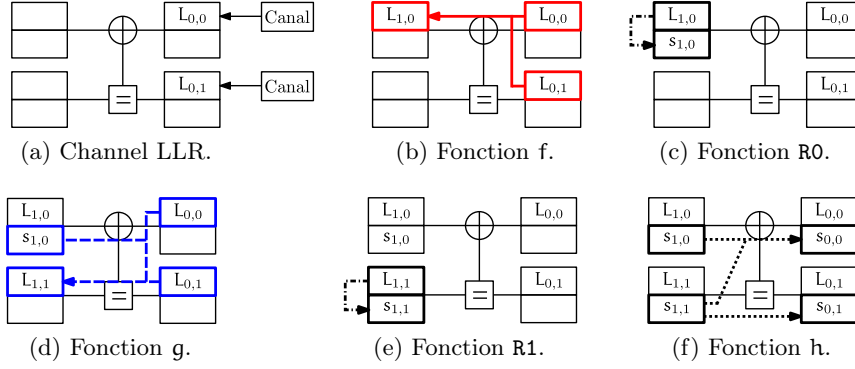 L0,0 Canal
L0,1 Canal
(a) Channel LLR.
L1,0 L0,0
L0,1
(b) Fonction f.
L1,0 L0,0
s1,0
L0,1
(c) Fonction R0.
L1,0 L0,0
s1,0
L1,1 L0,1
=
(d) Fonction g.
L1,0 L0,0
s1,0
L1,1 L0,1
s1,1 =
(e) Fonction R1.
L1,0 L0,0
s1,0 s0,0
L1,1 L0,1
s1,1 = s0,1
(f) Fonction h.